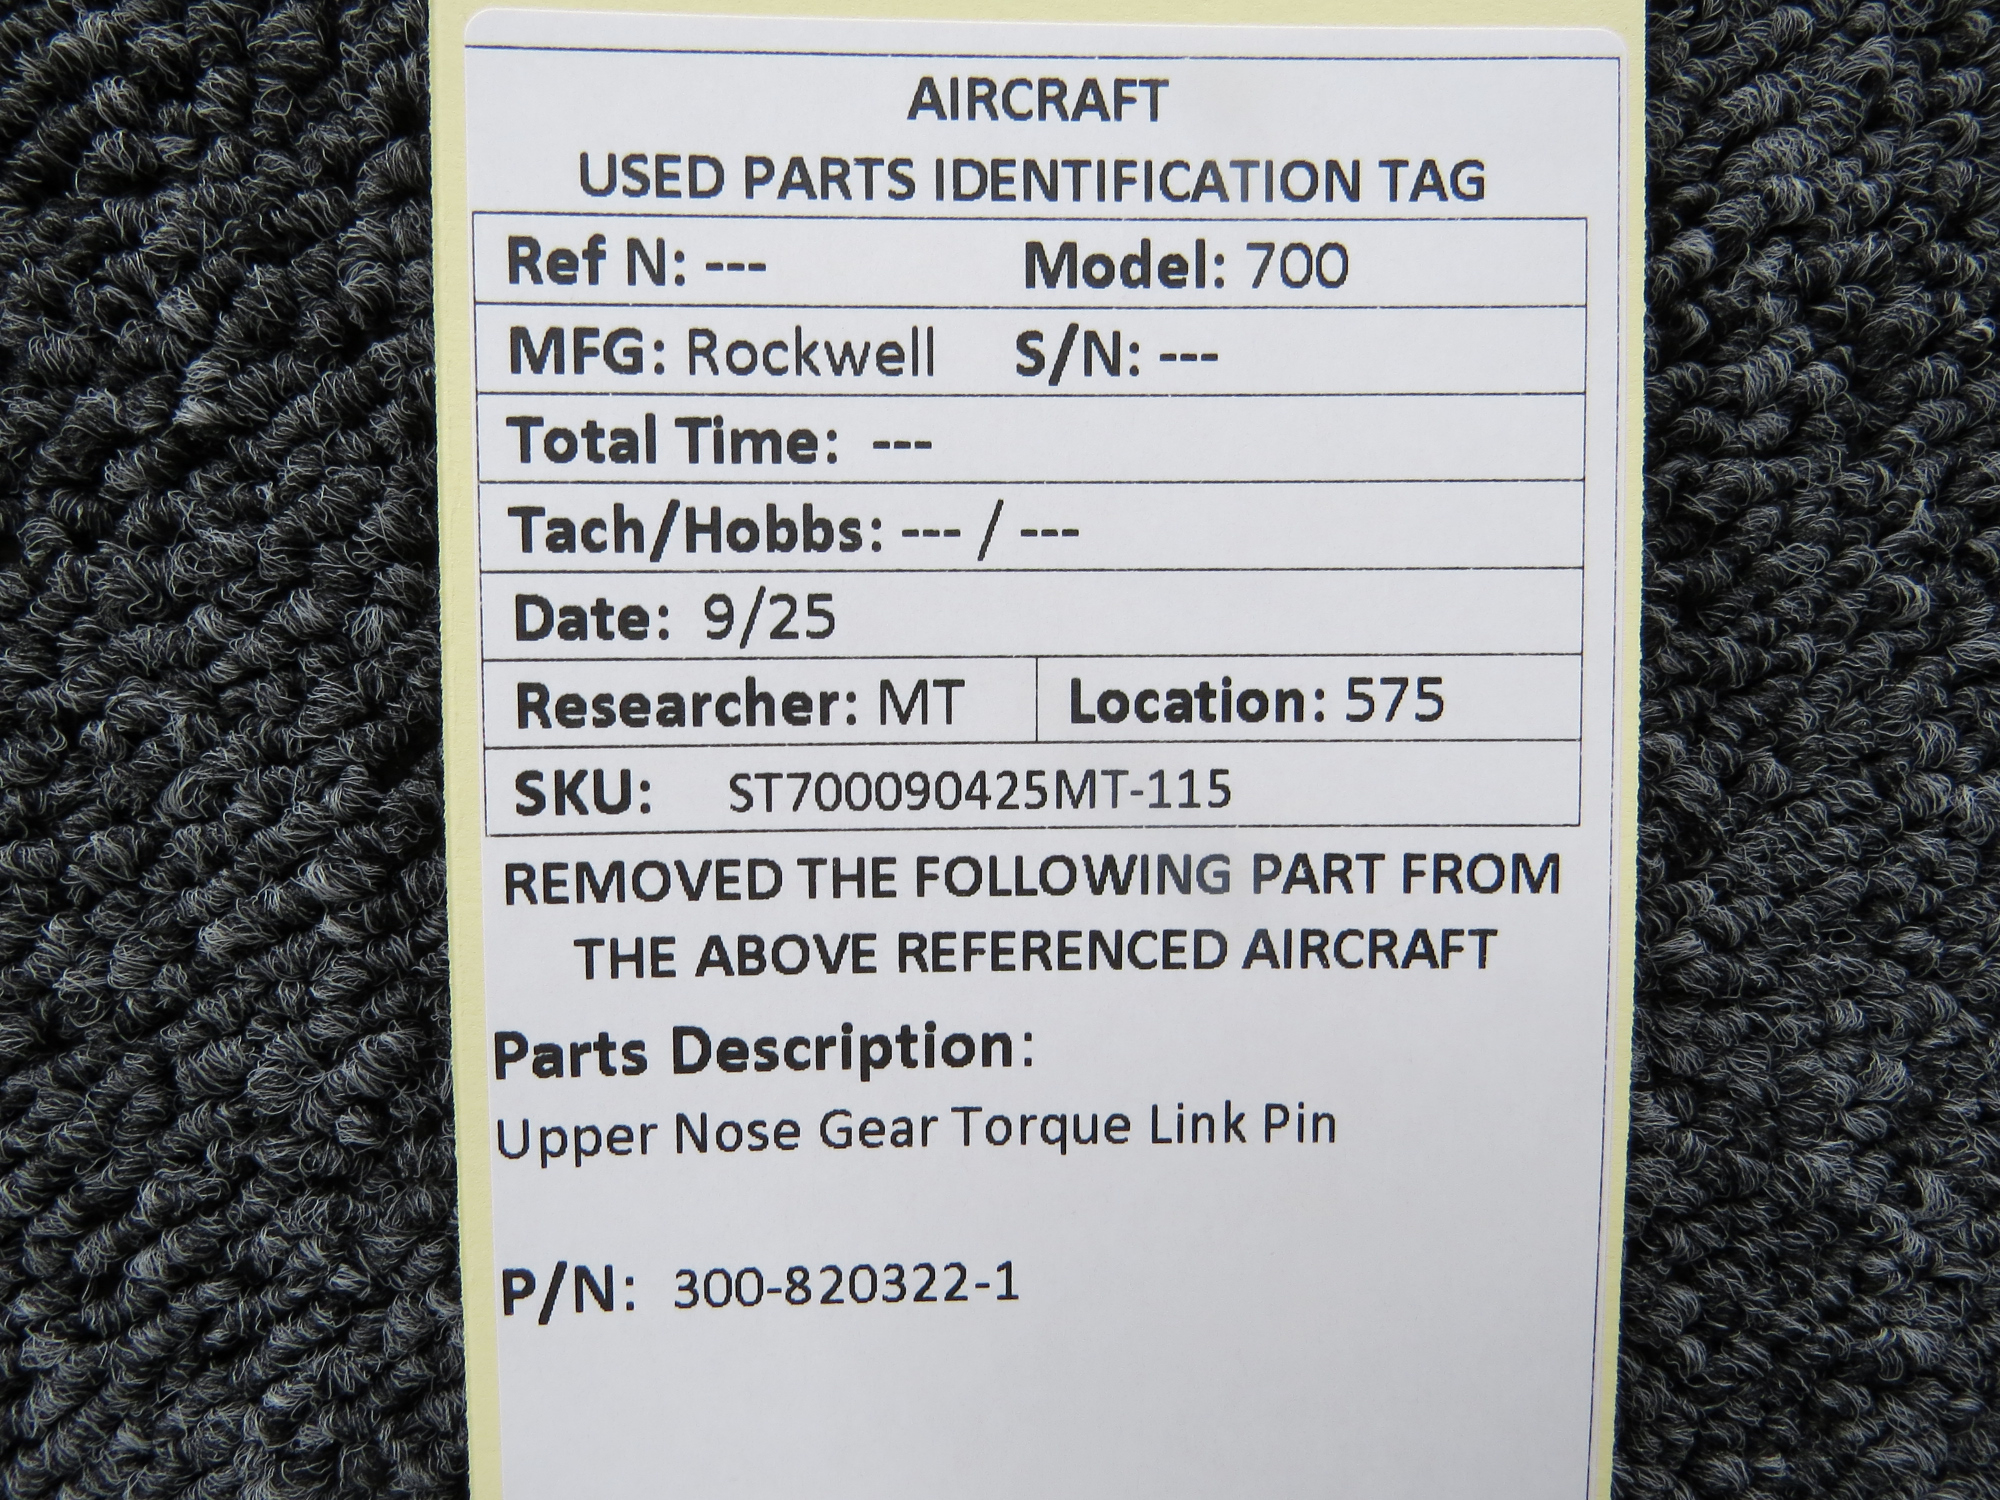 AIRCRAFT
USED PARTS IDENTIFICATION TAG
Ref N: --- Model: 700
MFG: Rockwell S/N: ---
Total Time: ---
Tach/Hobbs: --- / ---
Date: 9/25
Researcher: MT Location: 575
SKU: ST700090425MT-115
REMOVED THE FOLLOWING PART FROM
THE ABOVE REFERENCED AIRCRAFT
Parts Description:
Upper Nose Gear Torque Link Pin
P/N: 300-820322-1